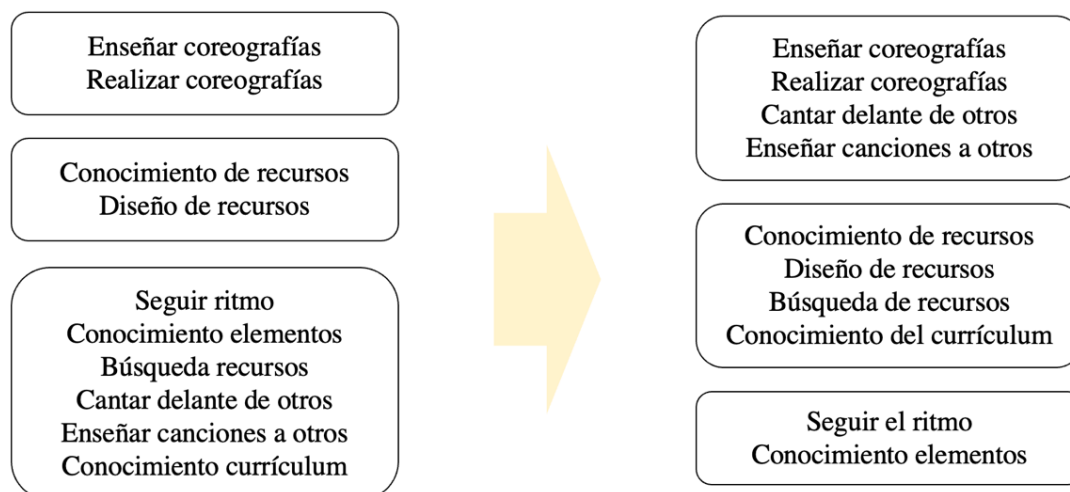 Enseñar coreografías
Realizar coreografías
Conocimiento de recursos
Diseño de recursos
Seguir ritmo
Conocimiento elementos
Búsqueda recursos
Cantar delante de otros
Enseñar canciones a otros
Conocimiento currículum
Enseñar coreografías
Realizar coreografías
Cantar delante de otros
Enseñar canciones a otros
Conocimiento de recursos
Diseño de recursos
Búsqueda de recursos
Conocimiento del currículum
Seguir el ritmo
Conocimiento elementos